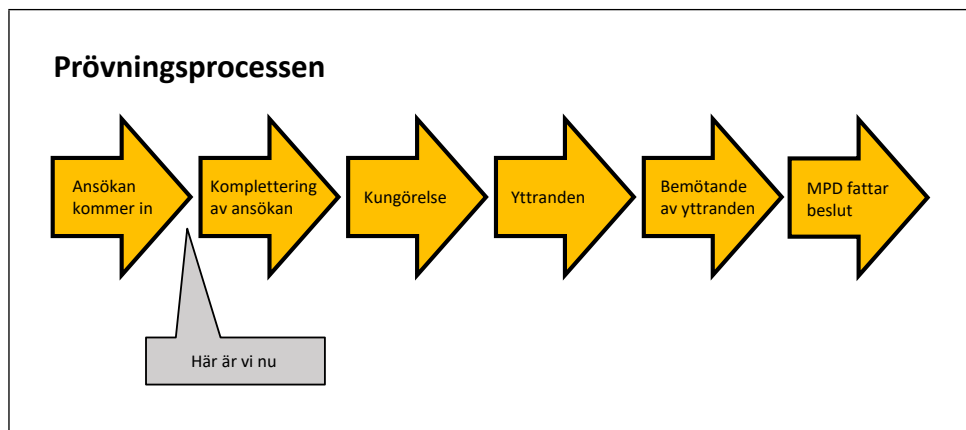 Prövningsprocessen
Ansökan
kommer in
Komplettering
av ansökan
Kungörelse
Yttranden
Bemötande
av yttranden
MPD fattar
beslut
Här är vi nu